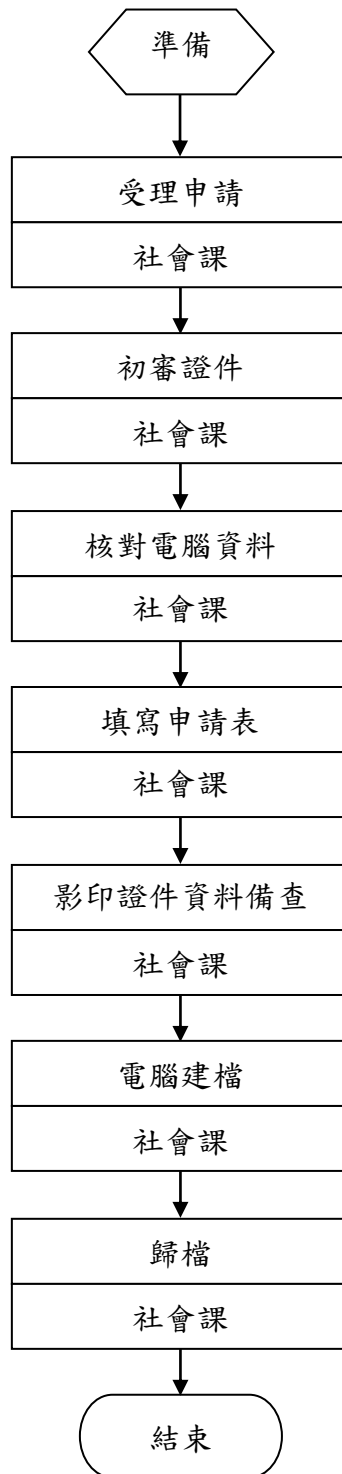 準備
受理申請
社會課
初審證件
社會課
核對電腦資料
社會課
填寫申請表
社會課
影印證件資料備查
社會課
電腦建檔
社會課
歸檔
社會課
結束